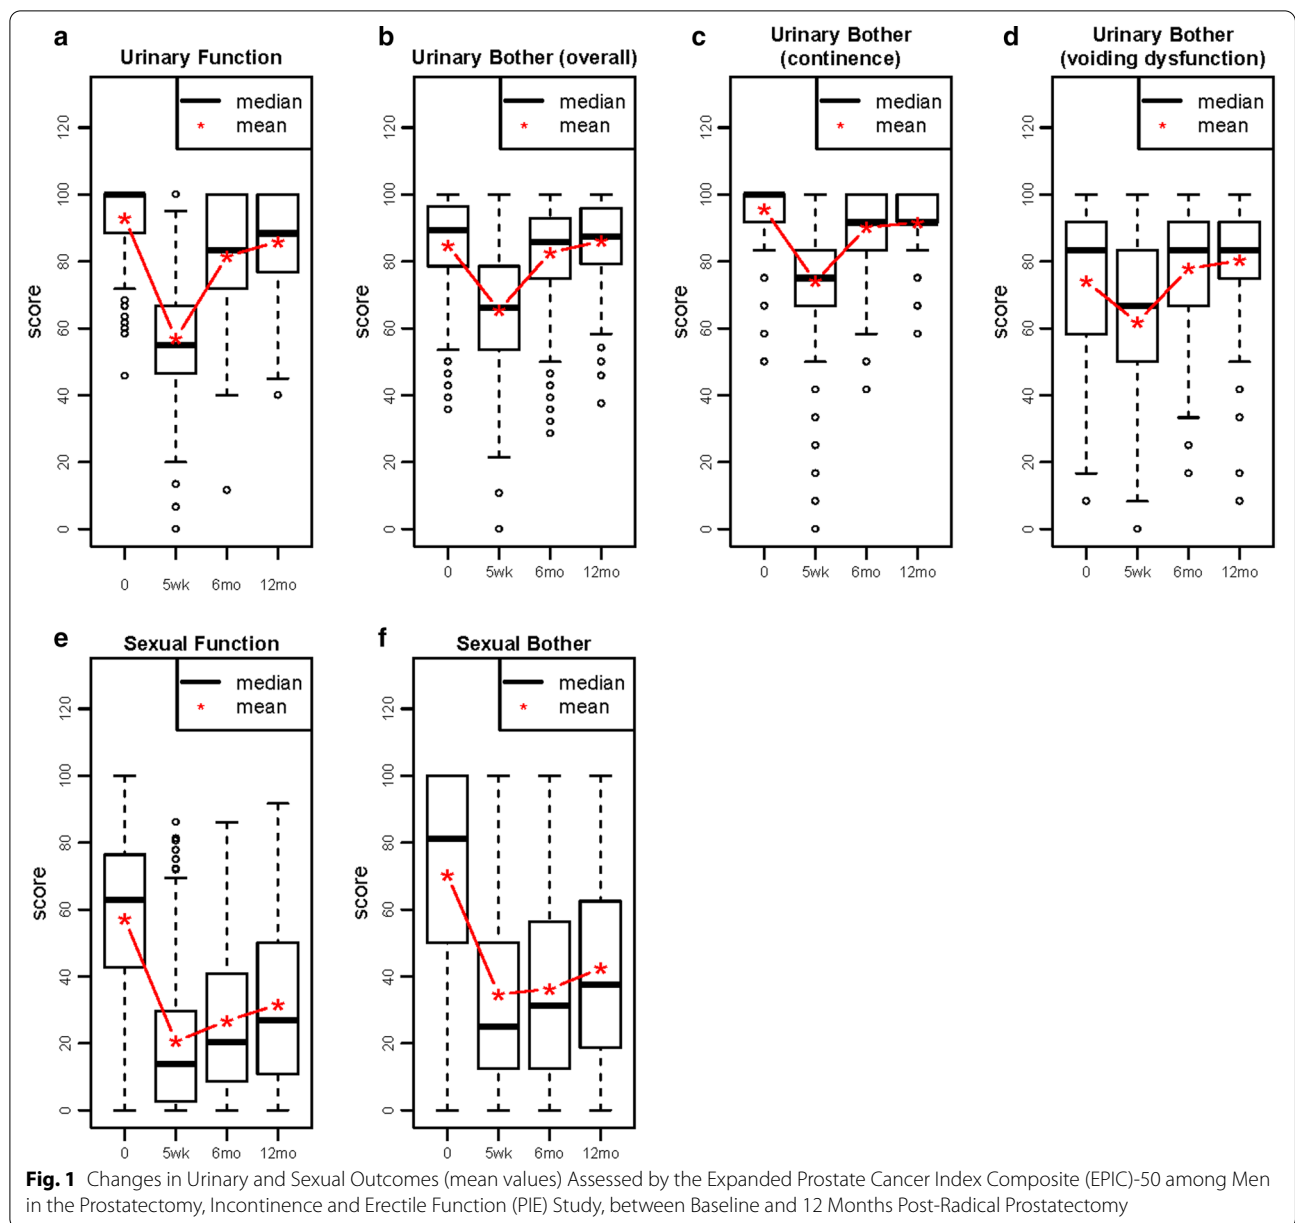 a
Urinary Function
median
mean
score
0 20 40 60 80 100 120
0 5wk 6mo 12mo
b
Urinary Bother (overall)
median
mean
score
0 20 40 60 80 100 120
0 5wk 6mo 12mo
c
Urinary Bother
(continence)
median
mean
score
0 20 40 60 80 100 120
0 5wk 6mo 12mo
d
Urinary Bother
(voiding dysfunction)
median
mean
score
0 20 40 60 80 100 120
0 5wk 6mo 12mo
e
Sexual Function
median
mean
score
0 20 40 60 80 100 120
0 5wk 6mo 12mo
f
Sexual Bother
median
mean
score
0 20 40 60 80 100 120
0 5wk 6mo 12mo
Fig. 1 Changes in Urinary and Sexual Outcomes (mean values) Assessed by the Expanded Prostate Cancer Index Composite (EPIC)-50 among Men
in the Prostatectomy, Incontinence and Erectile Function (PIE) Study, between Baseline and 12 Months Post-Radical Prostatectomy